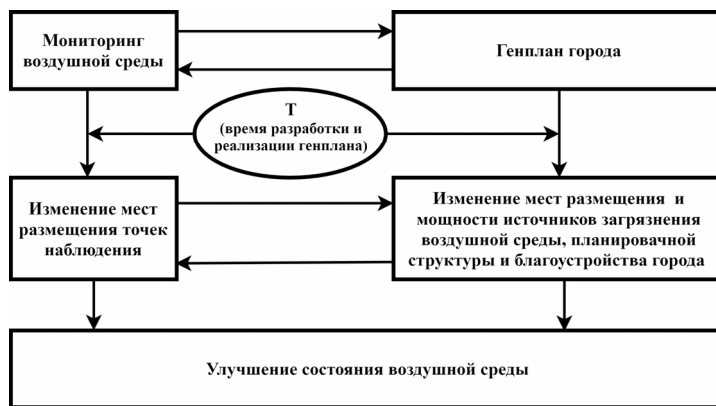 Мониторинг
воздушной среды
Генплан города
Т
(время разработки и
реализации генплана)
Изменение мест
размещения точек
наблюдения
Изменение мест размещения и
мощности источников загрязнения
воздушной среды, планировачной
структуры и благоустройства города
Улучшение состояния воздушной среды